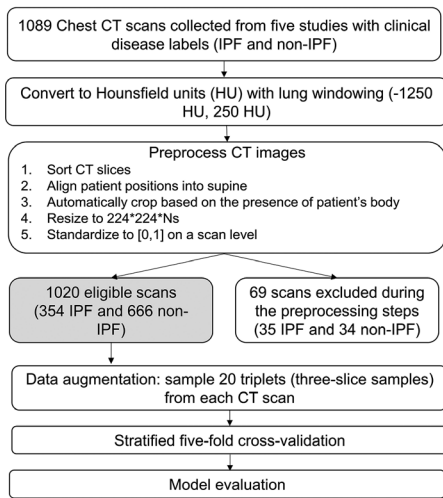 1089 Chest CT scans collected from five studies with clinical
disease labels (IPF and non-IPF)
Convert to Hounsfield units (HU) with lung windowing (-1250
HU, 250 HU)
Preprocess CT images
1. Sort CT slices
2. Align patient positions into supine
3. Automatically crop based on the presence of patient's body
4. Resize to 224*224*Ns
5. Standardize to [0,1] on a scan level
1020 eligible scans
(354 IPF and 666 non-
IPF)
69 scans excluded during
the preprocessing steps
(35 IPF and 34 non-IPF)
Data augmentation: sample 20 triplets (three-slice samples)
from each CT scan
Stratified five-fold cross-validation
Model evaluation